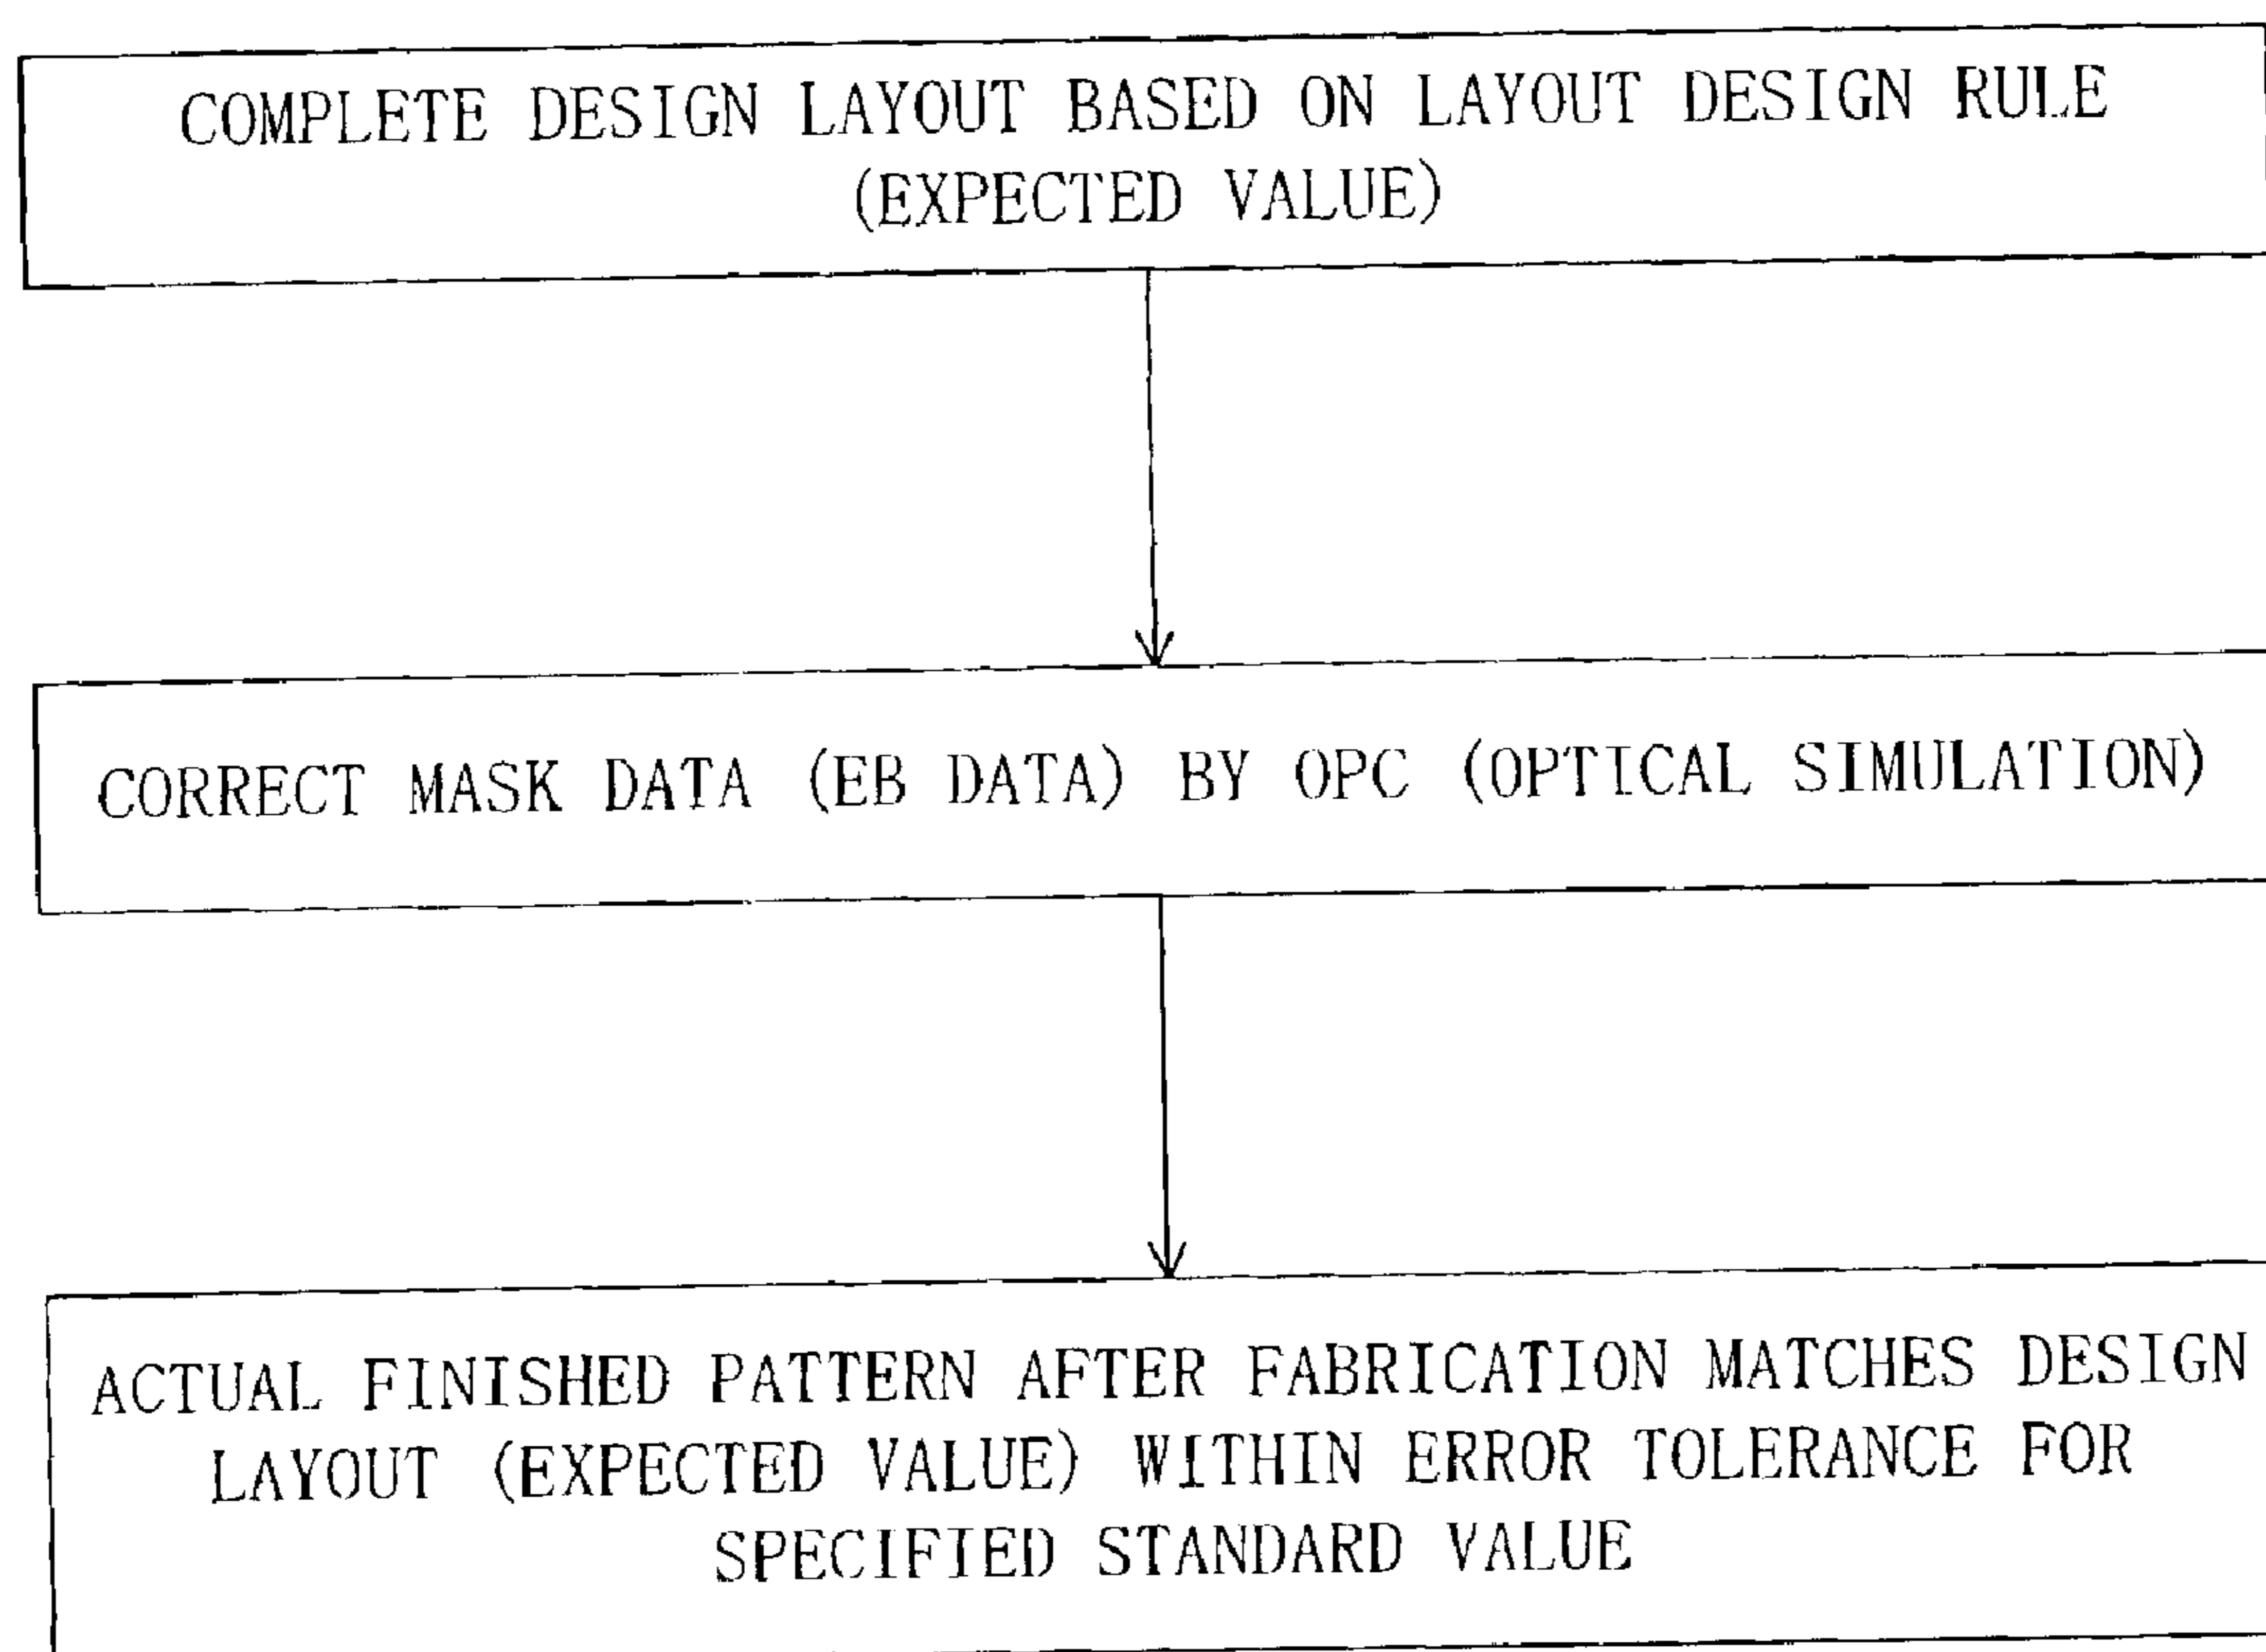 COMPLETE DESIGN LAYOUT BASED ON LAYOUT DESIGN RULE
(EXPECTED VALUE)
CORRECT MASK DATA (EB DATA) BY OPC (OPTICAL SIMULATION)
ACTUAL FINISHED PATTERN AFTER FABRICATION MATCHES DESIGN
LAYOUT (EXPECTED VALUE) WITHIN ERROR TOLERANCE FOR
SPECIFIED STANDARD VALUE